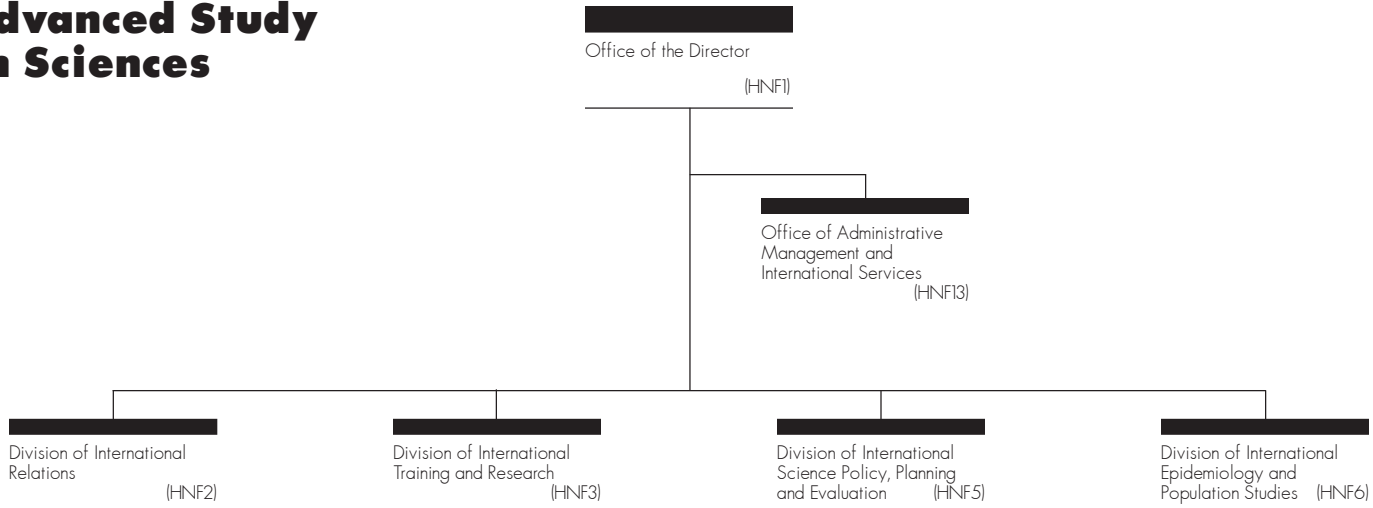 dvanced Study
Sciences
Office of the Director
(HNF1)
Office of Administrative
Management and
International Services
(HNF13)
Division of International
Relations
(HNF2)
Division of International
Training and Research
(HNF3)
Division of International
Science Policy, Planning
and Evaluation (HNF5)
Division of International
Epidemiology and
Population Studies (HNF6)